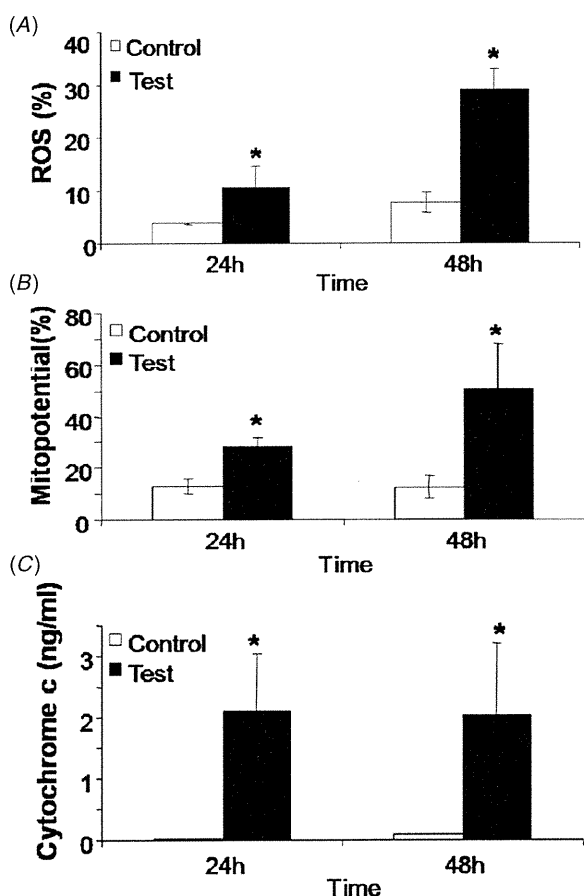 (A)
ROS (%)
40
30
20
10
0
Control
Test
*
*
24h
48h
Time
(B)
Mitopotential(%)
80
60
40
20
0
Control
Test
*
*
24h
48h
Time
(C)
Cytochrome c (ng/ml)
3
2
1
0
Control
Test
*
*
24h
48h
Time